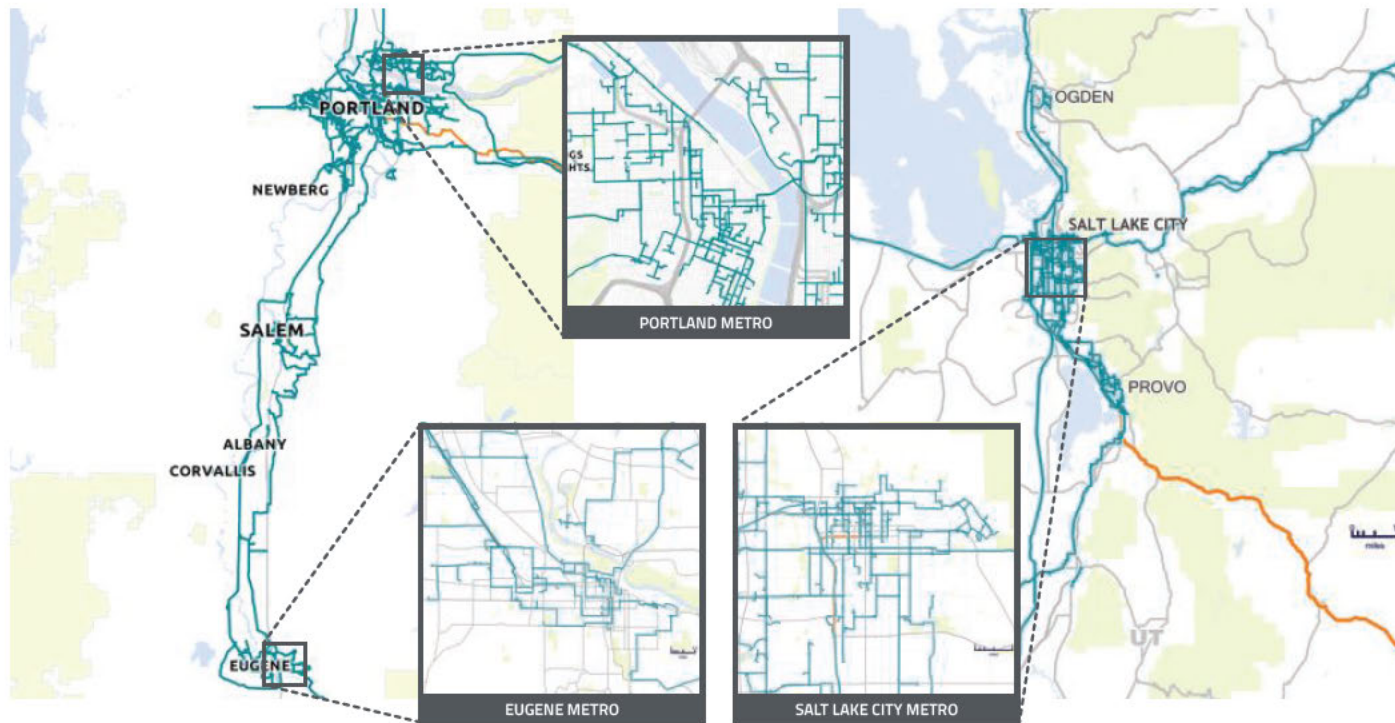 PORTLAND
NEWBERG
SALEM
ALBANY
CORVALLIS
EUGENE
GS
HTS.
PORTLAND METRO
EUGENE METRO
SALT LAKE CITY METRO
OGDEN
SALT LAKE CITY
PROVO
UT